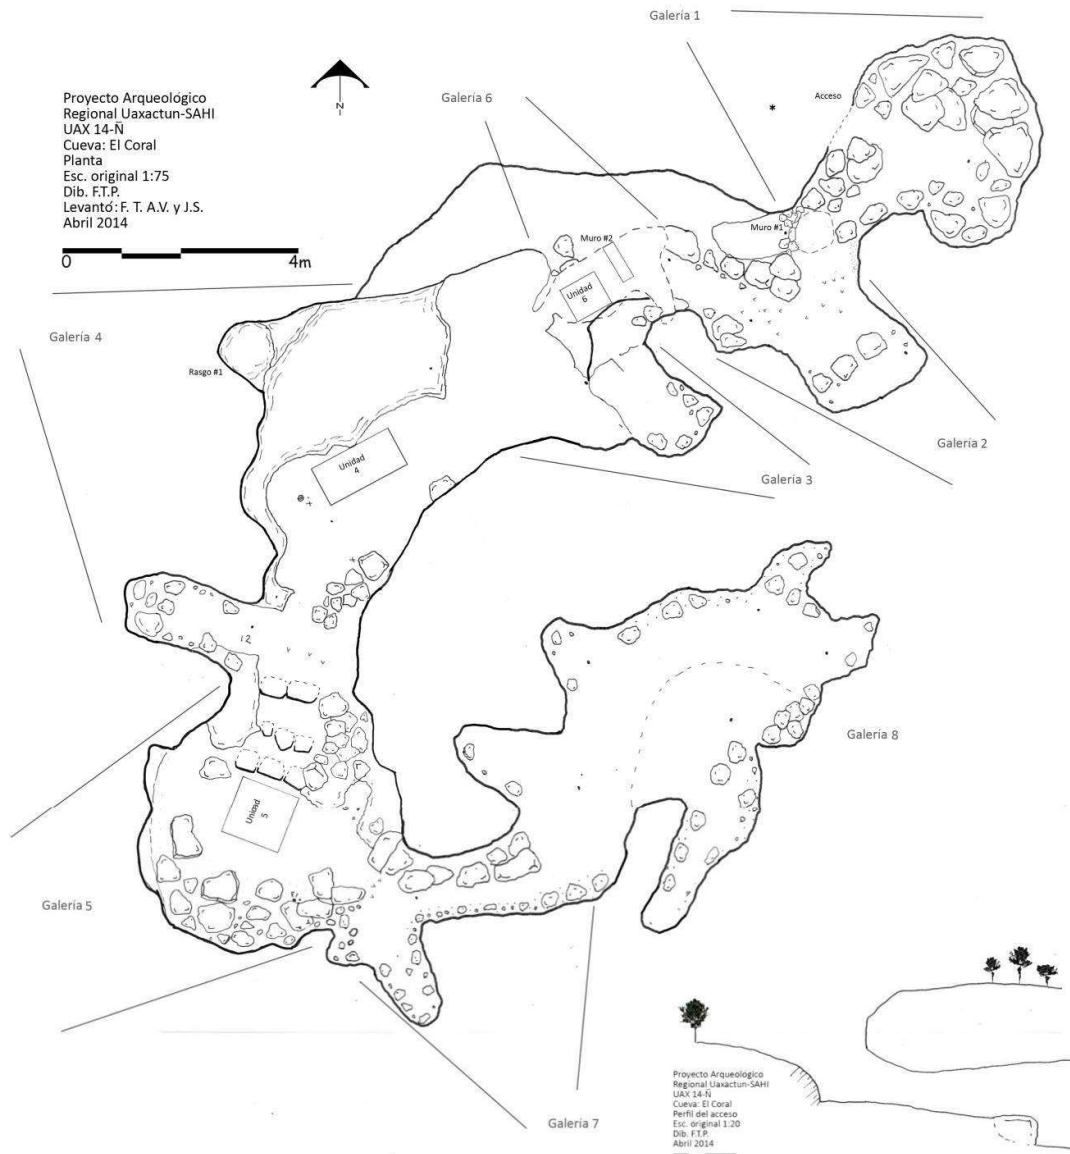 Galería 1
Proyecto Arqueológico
Regional Uaxactun-SAHI
UAX 14-Ñ
Cueva: El Coral
Planta
Esc. original 1:75
Dib. F.T.P.
Levantó: F. T. A.V. y J.S.
Abril 2014
N
Galería 6
Acceso
*
Muro #1
Muro #2
0 4m
Unidad
6
Galería 4
Rasgo #1
Galería 2
Unidad
4
Galería 3
12
Galería 8
Unidad
5
Galería 5
Galería 7
Proyecto Arqueológico
Regional Uaxactun-SAHI
UAX 14-Ñ
Cueva: El Coral
Perfil del acceso
Esc. original 1:20
Dib. F.T.P.
Abril 2014